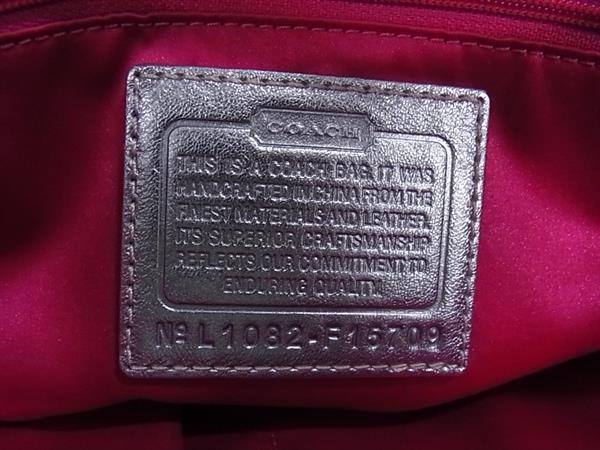 COACH
THIS IS A COACH BAG. IT WAS
HANDCRAFTED IN CHINA FROM THE
FINEST MATERIALS AND LEATHER.
IT'S SUPERIOR CRAFTSMANSHIP
REFLECTS OUR COMMITMENT TO
ENDURING QUALITY.
No L1082-F15709